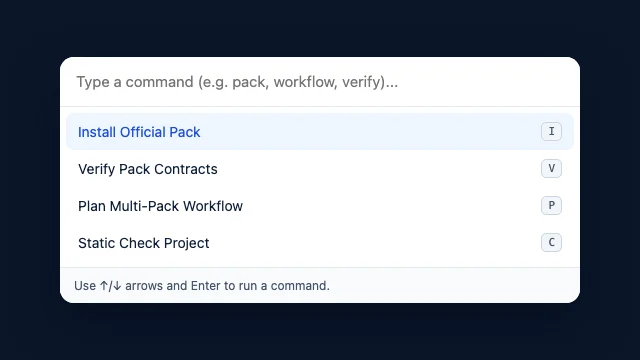 Type a command (e.g. pack, workflow, verify)...
Install Official Pack I
Verify Pack Contracts V
Plan Multi-Pack Workflow P
Static Check Project C
Use ↑/↓ arrows and Enter to run a command.